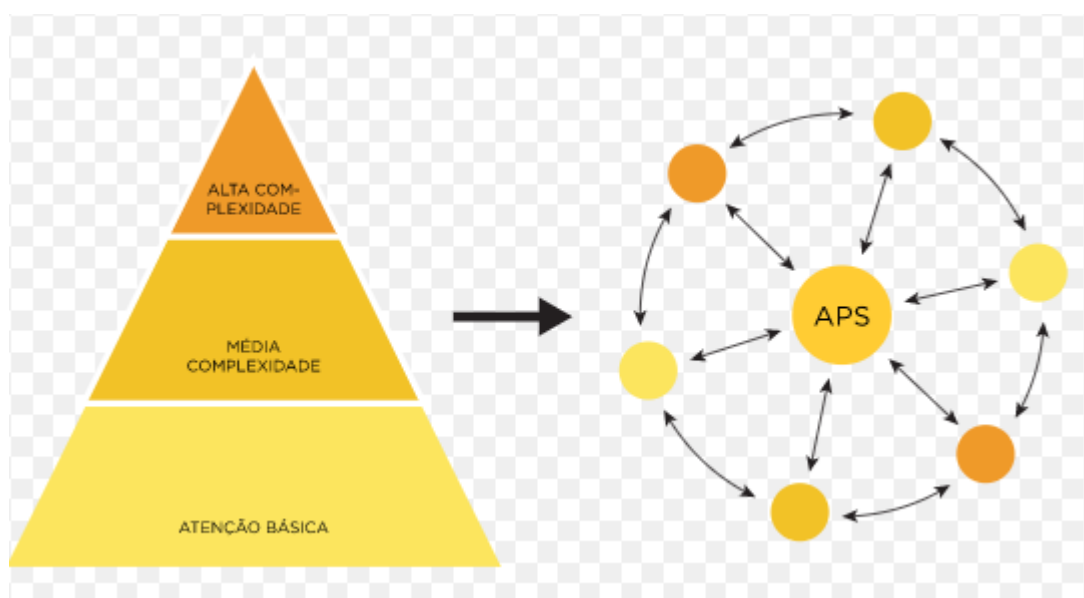 ALTA COM-
PLEXIDADE
MÉDIA
COMPLEXIDADE
ATENÇÃO BÁSICA
APS